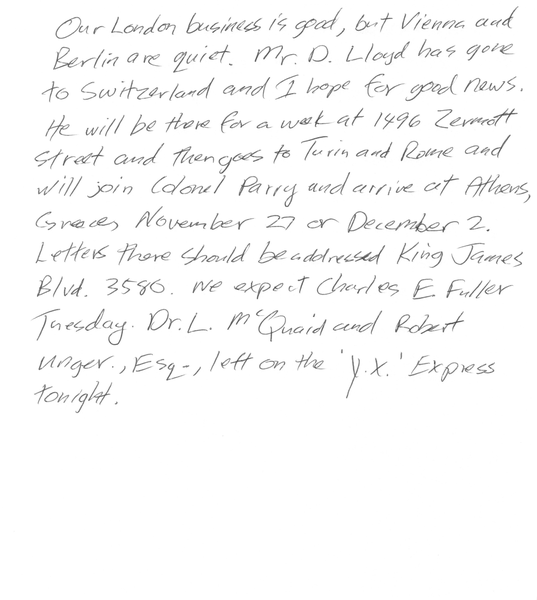 Our London business is good, but Vienna and
Berlin are quiet. Mr. D. Lloyd has gone
to Switzerland and I hope for good news.
He will be there for a week at 1496 Zermott
Street and then goes to Turin and Rome and
will join Colonel Parry and arrive at Athens,
Greece, November 27 or December 2.
Letters there should be addressed King James
Blvd. 3580. We expect Charles E. Fuller
Tuesday. Dr. L. McQuaid and Robert
Unger., Esq., left on the 'Y.X.' Express
tonight.